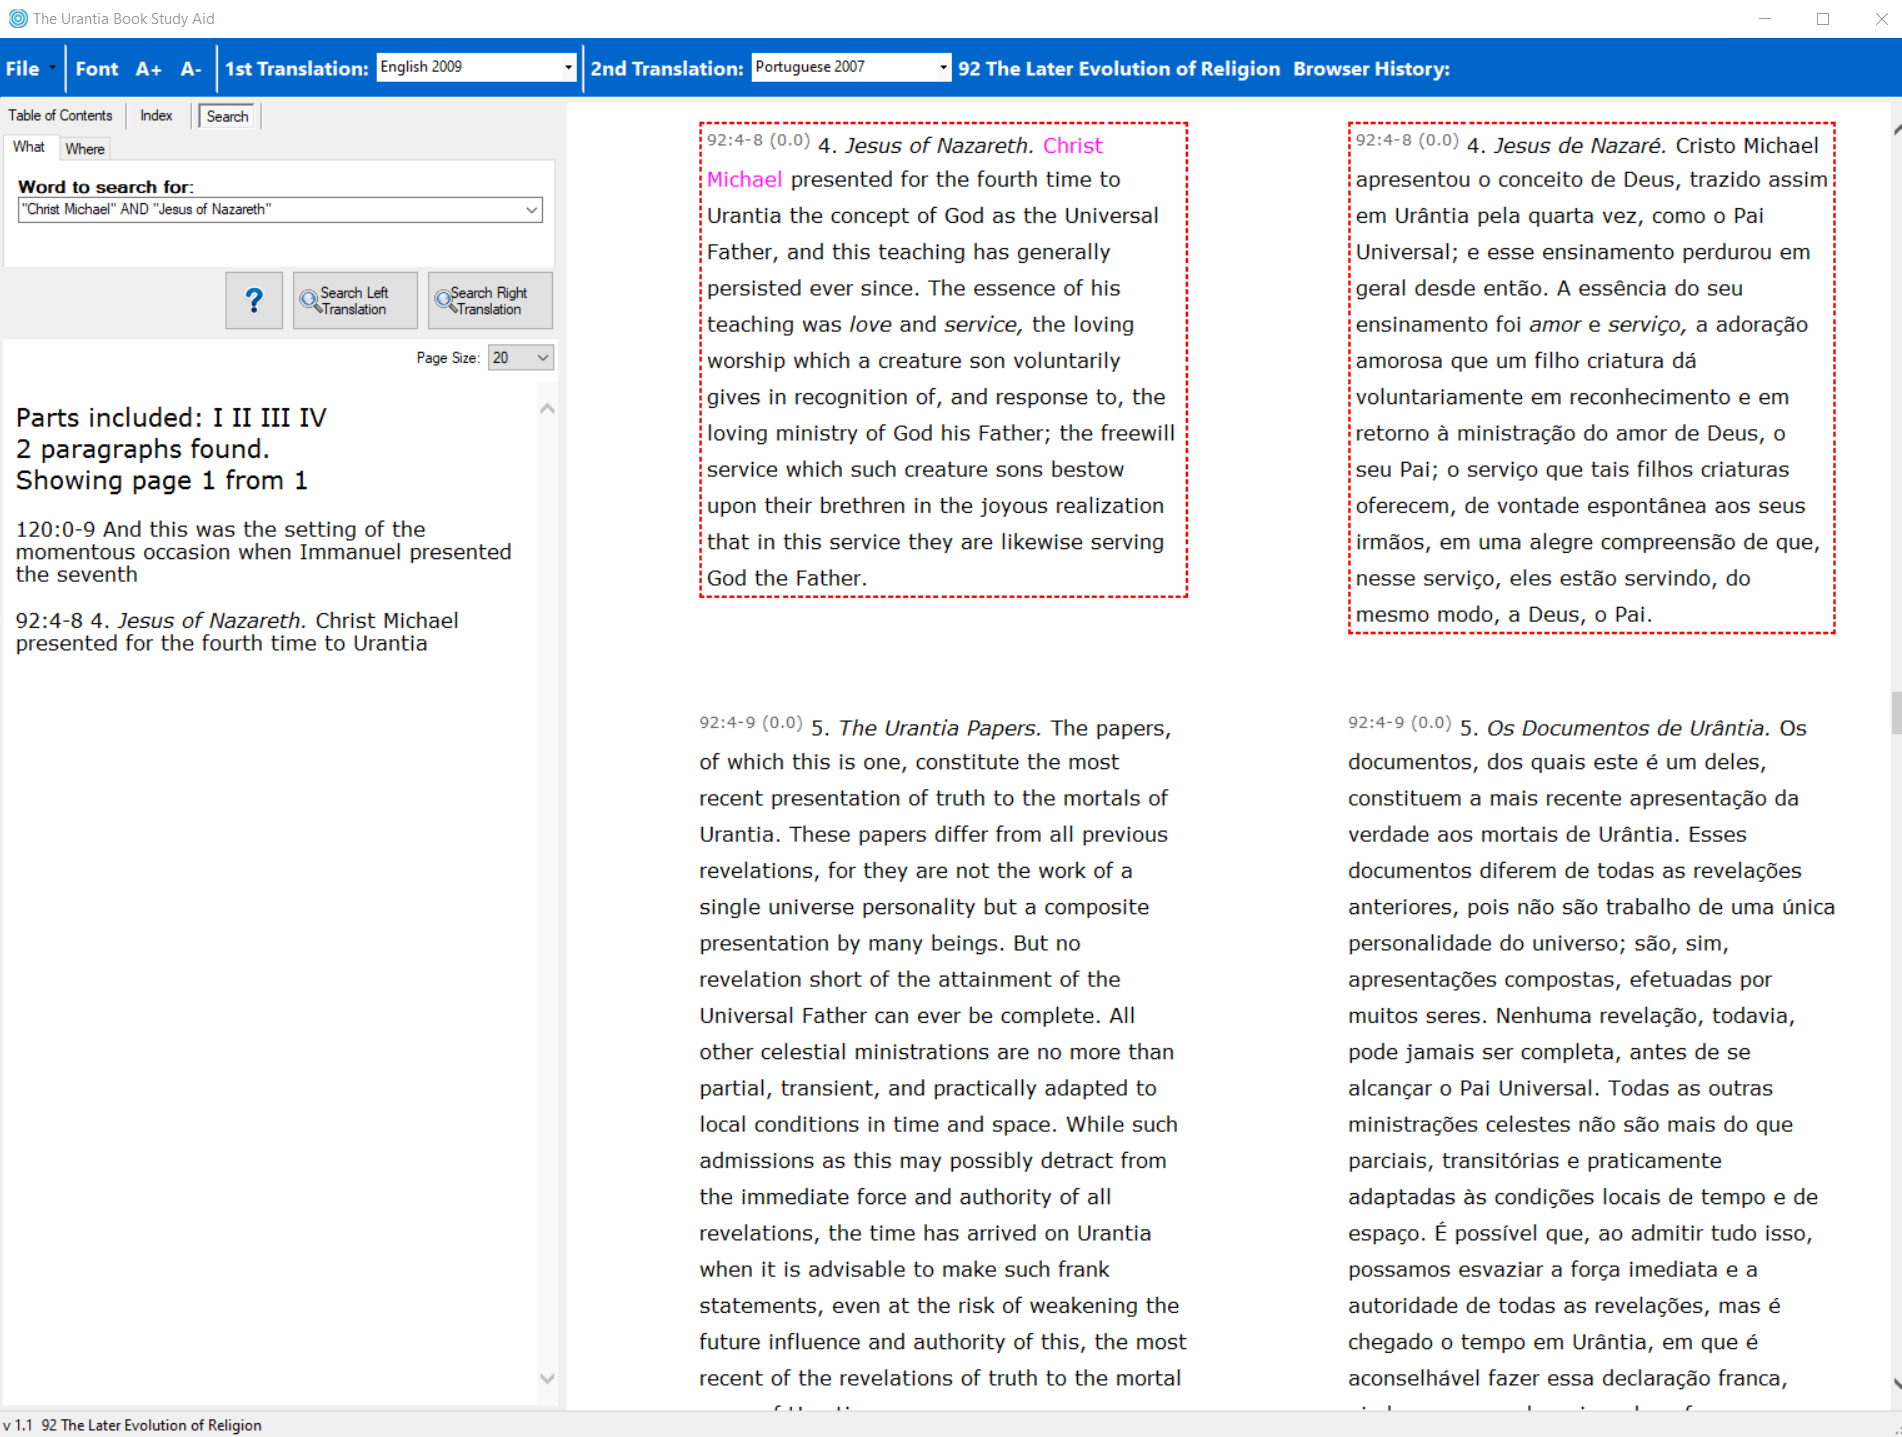 The Urantia Book Study Aid
File
Font A+ A-
1st Translation: English 2009
2nd Translation: Portuguese 2007
92 The Later Evolution of Religion Browser History:
Table of Contents
Index
Search
What
Where
Word to search for:
"Christ Michael" AND "Jesus of Nazareth"
?
Search Left
Translation
Search Right
Translation
Page Size: 20
Parts included: I II III IV
2 paragraphs found.
Showing page 1 from 1
120:0-9 And this was the setting of the
momentous occasion when Immanuel presented
the seventh
92:4-8 4. Jesus of Nazareth. Christ Michael
presented for the fourth time to Urantia
92:4-8 (0.0) 4. Jesus of Nazareth. Christ
Michael presented for the fourth time to
Urantia the concept of God as the Universal
Father, and this teaching has generally
persisted ever since. The essence of his
teaching was love and service, the loving
worship which a creature son voluntarily
gives in recognition of, and response to, the
loving ministry of God his Father; the freewill
service which such creature sons bestow
upon their brethren in the joyous realization
that in this service they are likewise serving
God the Father.
92:4-9 (0.0) 5. The Urantia Papers. The papers,
of which this is one, constitute the most
recent presentation of truth to the mortals of
Urantia. These papers differ from all previous
revelations, for they are not the work of a
single universe personality but a composite
presentation by many beings. But no
revelation short of the attainment of the
Universal Father can ever be complete. All
other celestial ministrations are no more than
partial, transient, and practically adapted to
local conditions in time and space. While such
admissions as this may possibly detract from
the immediate force and authority of all
revelations, the time has arrived on Urantia
when it is advisable to make such frank
statements, even at the risk of weakening the
future influence and authority of this, the most
recent of the revelations of truth to the mortal
92:4-8 (0.0) 4. Jesus de Nazaré. Cristo Michael
apresentou o conceito de Deus, trazido assim
em Urântia pela quarta vez, como o Pai
Universal; e esse ensinamento perdurou em
geral desde então. A essência do seu
ensinamento foi amor e serviço, a adoração
amorosa que um filho criatura dá
voluntariamente em reconhecimento e em
retorno à ministração do amor de Deus, o
seu Pai; o serviço que tais filhos criaturas
oferecem, de vontade espontânea aos seus
irmãos, em uma alegre compreensão de que,
nesse serviço, eles estão servindo, do
mesmo modo, a Deus, o Pai.
92:4-9 (0.0) 5. Os Documentos de Urântia. Os
documentos, dos quais este é um deles,
constituem a mais recente apresentação da
verdade aos mortais de Urântia. Esses
documentos diferem de todas as revelações
anteriores, pois não são trabalho de uma única
personalidade do universo; são, sim,
apresentações compostas, efetuadas por
muitos seres. Nenhuma revelação, todavia,
pode jamais ser completa, antes de se
alcançar o Pai Universal. Todas as outras
ministrações celestes não são mais do que
parciais, transitórias e praticamente
adaptadas às condições locais de tempo e de
espaço. É possível que, ao admitir tudo isso,
possamos esvaziar a força imediata e a
autoridade de todas as revelações, mas é
chegado o tempo em Urântia, em que é
aconselhável fazer essa declaração franca,
v 1.1 92 The Later Evolution of Religion